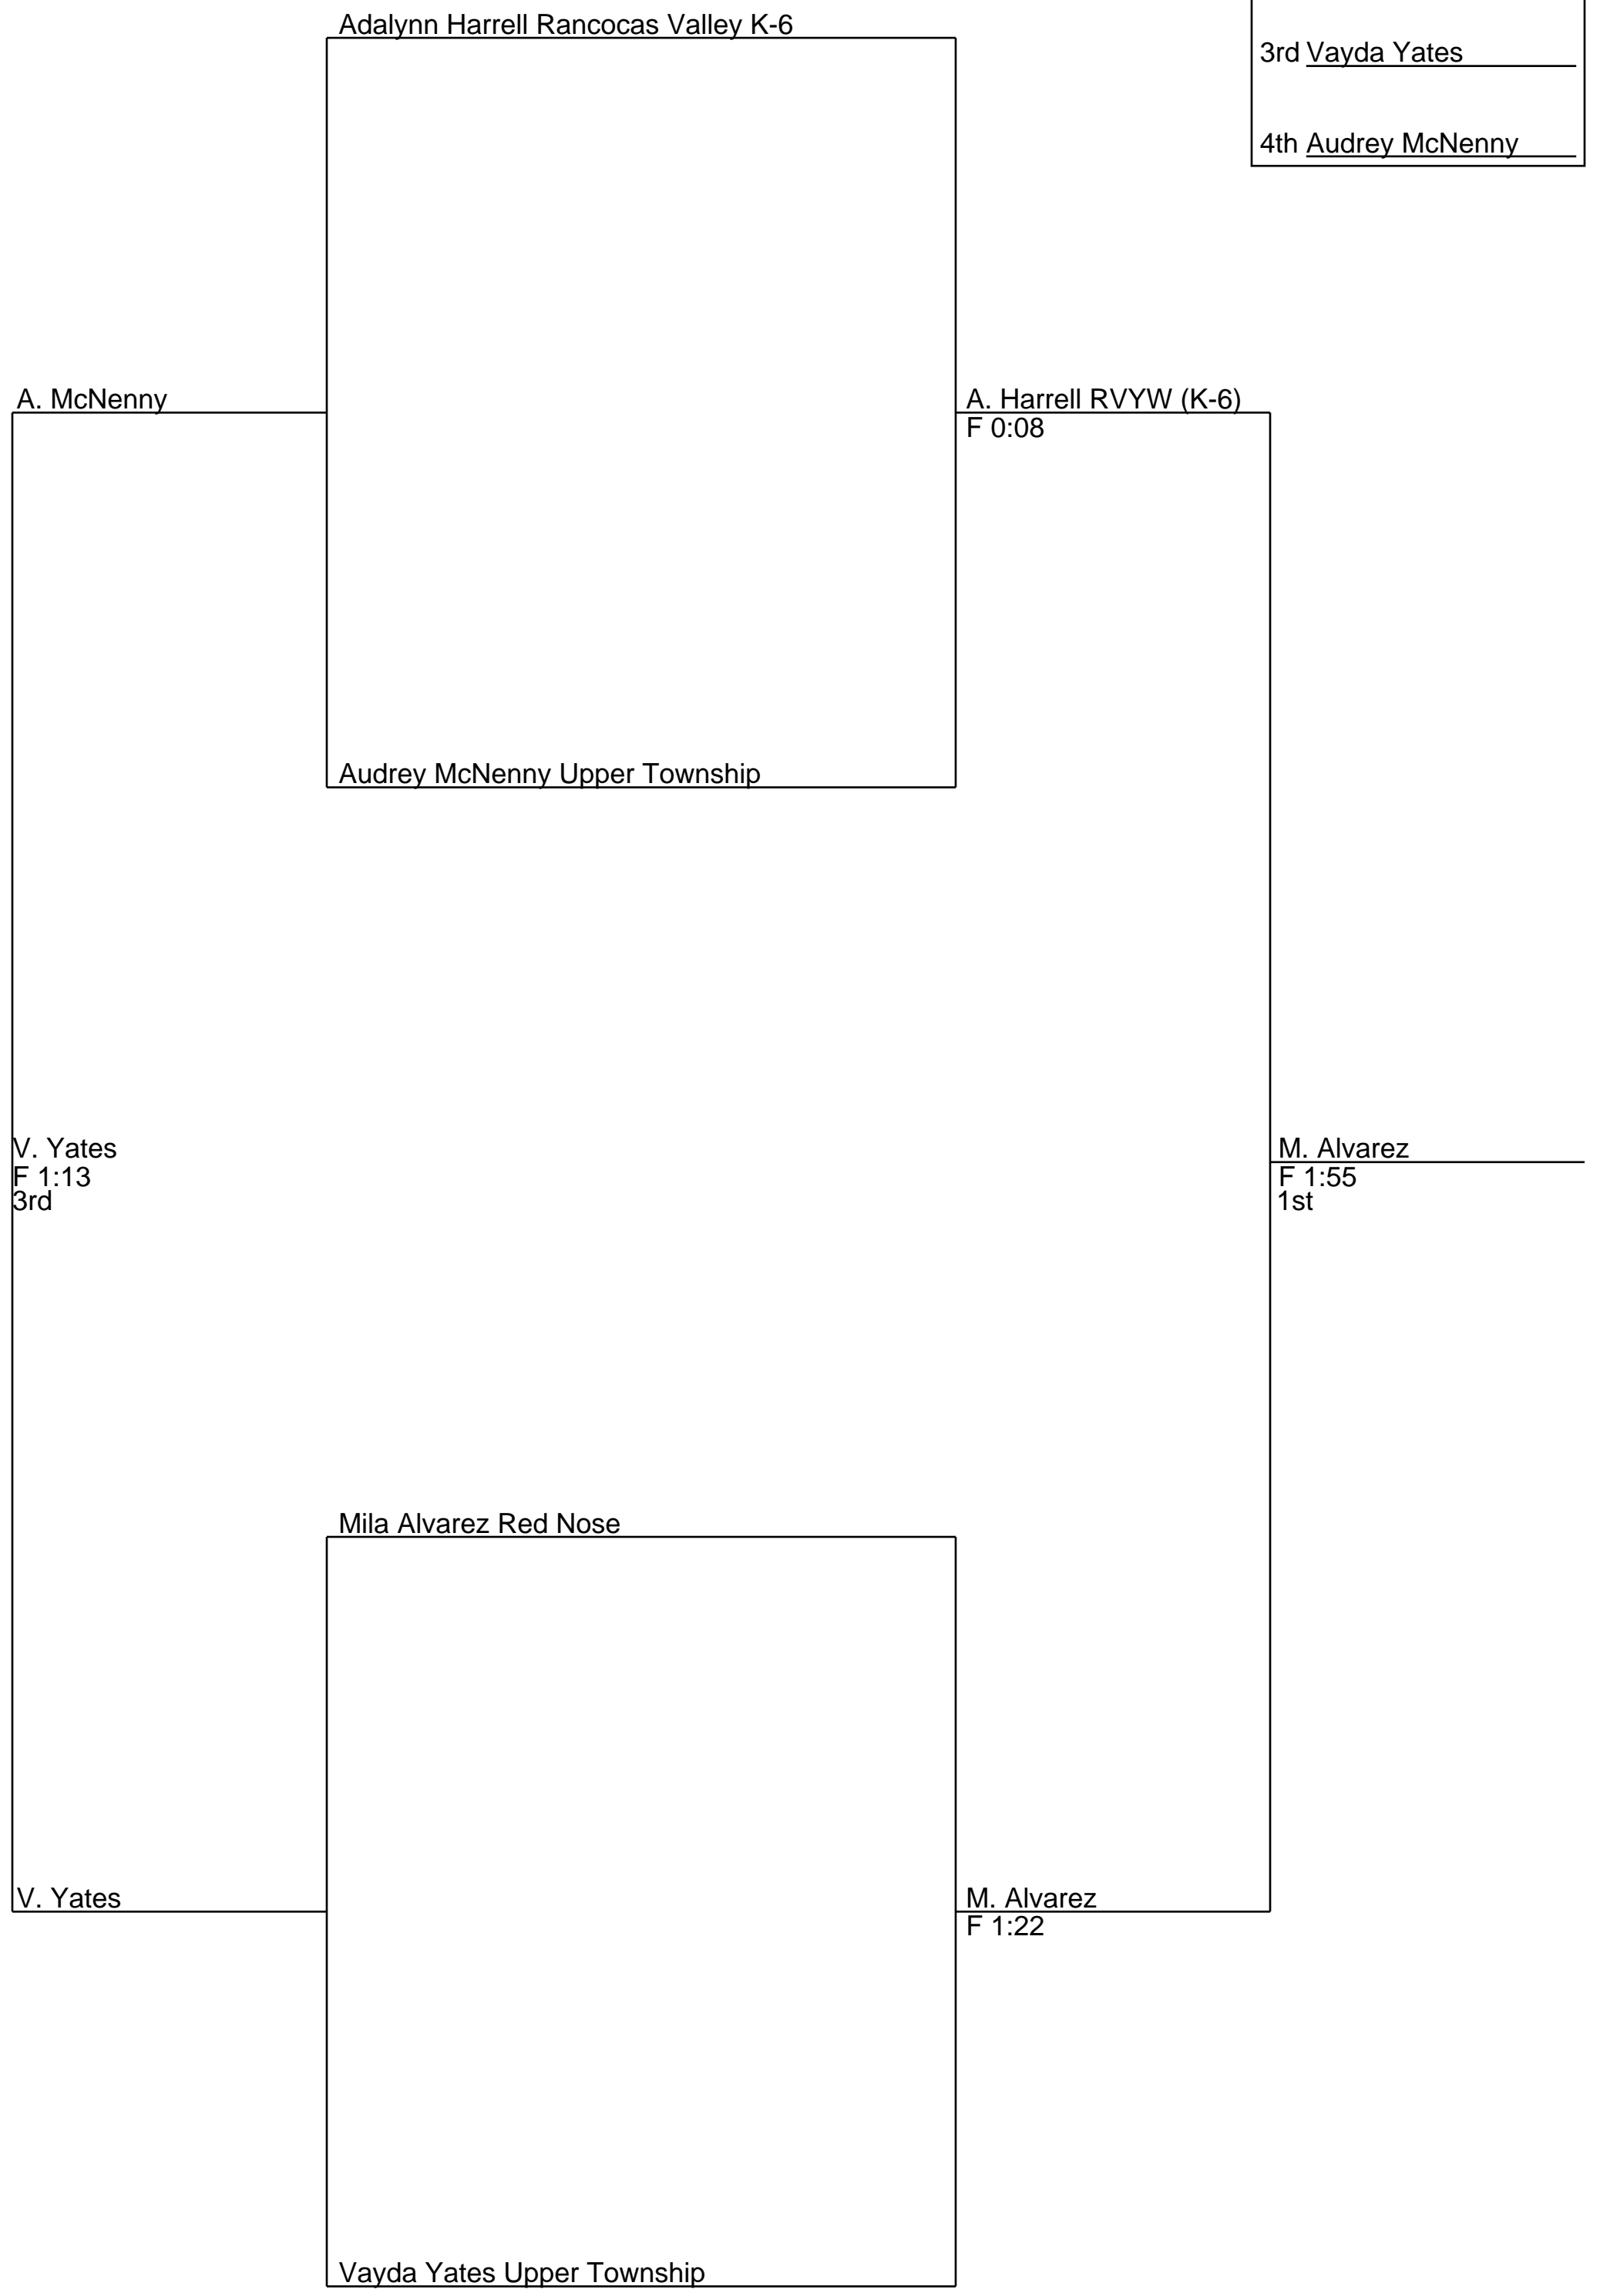 Adalynn Harrell Rancocas Valley K-6
3rd Vayda Yates
4th Audrey McNenny
A. McNenny
A. Harrell RVYW (K-6)
F 0:08
Audrey McNenny Upper Township
V. Yates
F 1:13
3rd
M. Alvarez
F 1:55
1st
Mila Alvarez Red Nose
V. Yates
M. Alvarez
F 1:22
Vayda Yates Upper Township